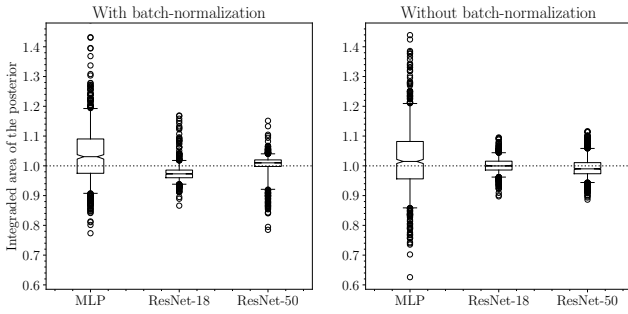 With batch-normalization
Without batch-normalization
Integraded area of the posterior
1.4
1.3
1.2
1.1
1.0
0.9
0.8
0.7
0.6
MLP
ResNet-18
ResNet-50
1.4
1.3
1.2
1.1
1.0
0.9
0.8
0.7
0.6
MLP
ResNet-18
ResNet-50